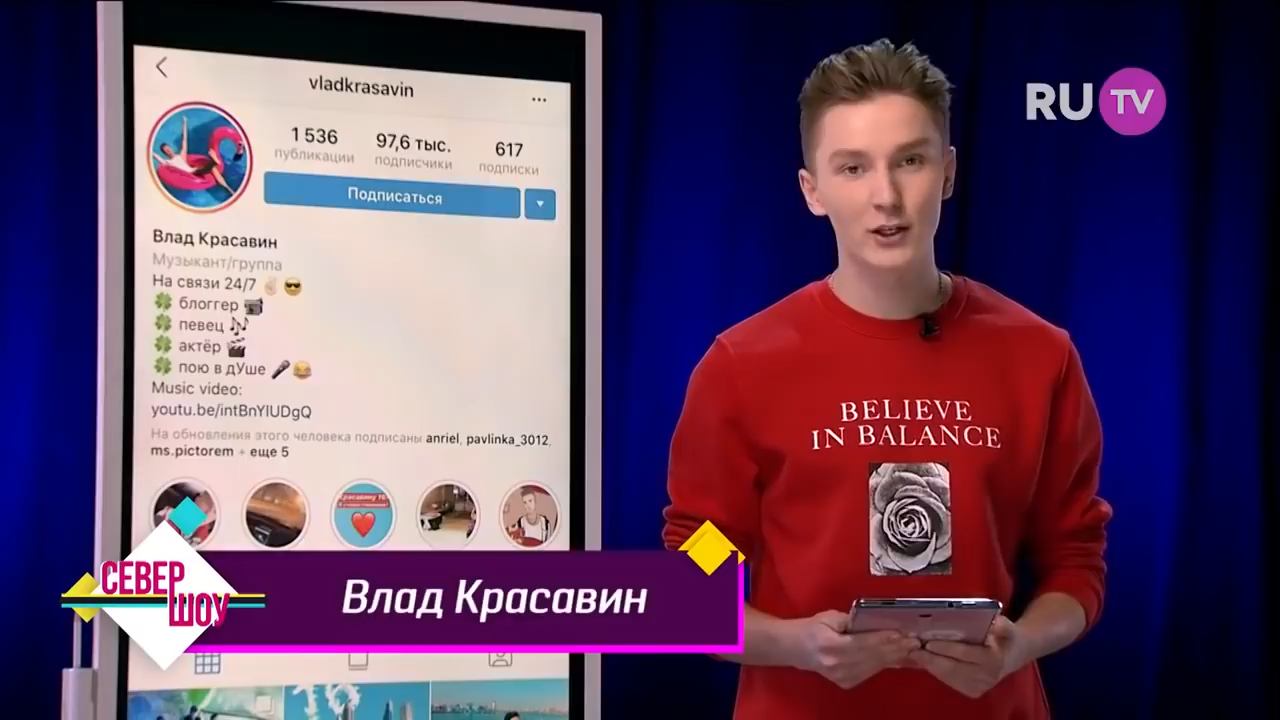 vladkrasavin
1 536
97,6 тыс.
617
публикации
подписчики
подписки
Подписаться
Влад Красавин
Музыкант/группа
На связи 24/7
блоггер
певец
актёр
пою в дУше
Music video:
youtu.be/intBnYlUDgQ
На обновления этого человека подписаны anriel, pavlinka_3012,
ms.pictorem + еще 5
RU TV
BELIEVE
IN BALANCE
СЕВЕР
ШОУ
Влад Красавин